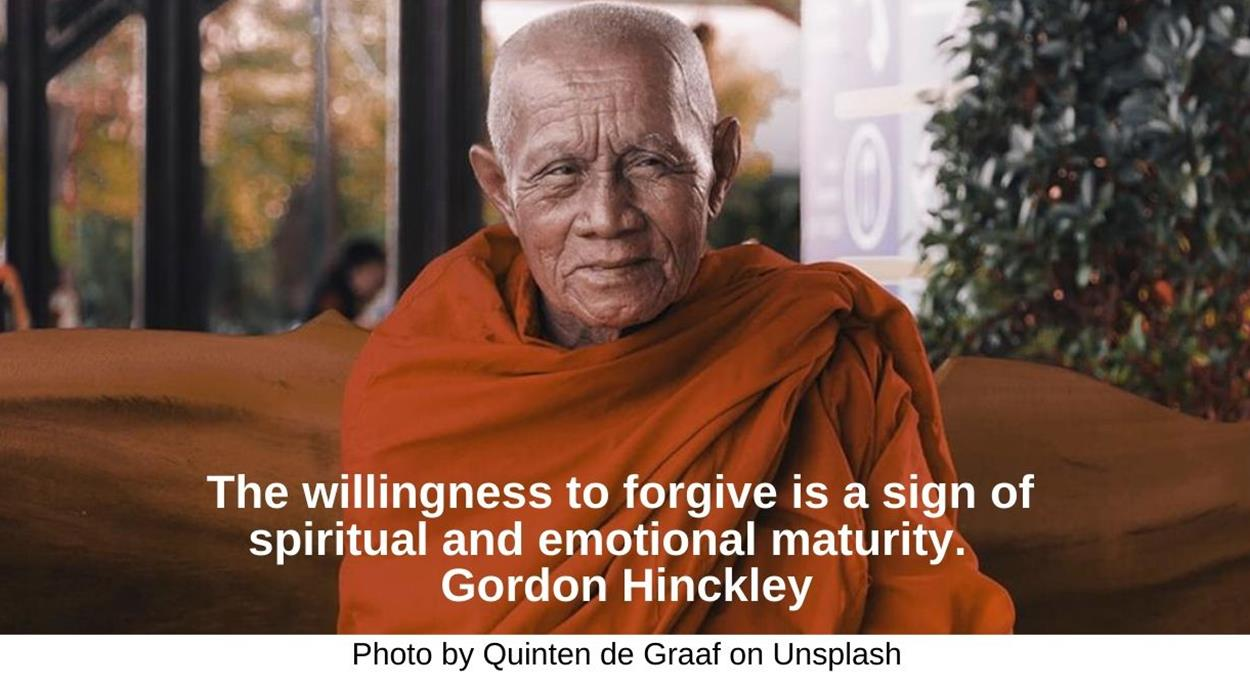 The willingness to forgive is a sign of
spiritual and emotional maturity.
Gordon Hinckley
Photo by Quinten de Graaf on Unsplash